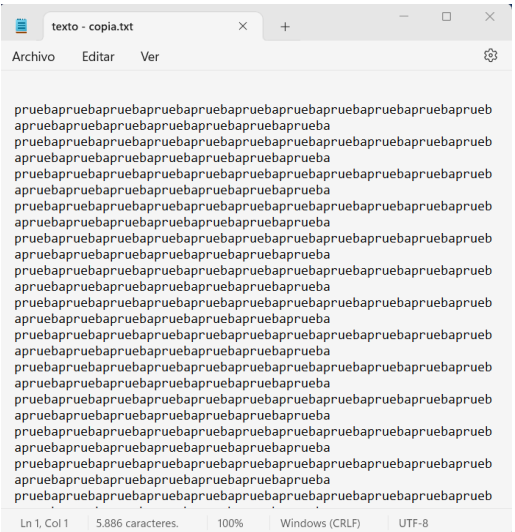 texto - copia.txt
Archivo Editar Ver
pruebapruebapruebapruebapruebapruebapruebapruebapruebapruebaprueb
apruebapruebapruebapruebapruebapruebaprueba
pruebapruebapruebapruebapruebapruebapruebapruebapruebapruebaprueb
apruebapruebapruebapruebapruebapruebaprueba
pruebapruebapruebapruebapruebapruebapruebapruebapruebapruebaprueb
apruebapruebapruebapruebapruebapruebaprueba
pruebapruebapruebapruebapruebapruebapruebapruebapruebapruebaprueb
apruebapruebapruebapruebapruebapruebaprueba
pruebapruebapruebapruebapruebapruebapruebapruebapruebapruebaprueb
apruebapruebapruebapruebapruebapruebaprueba
pruebapruebapruebapruebapruebapruebapruebapruebapruebapruebaprueb
apruebapruebapruebapruebapruebapruebaprueba
pruebapruebapruebapruebapruebapruebapruebapruebapruebapruebaprueb
apruebapruebapruebapruebapruebapruebaprueba
pruebapruebapruebapruebapruebapruebapruebapruebapruebapruebaprueb
apruebapruebapruebapruebapruebapruebaprueba
pruebapruebapruebapruebapruebapruebapruebapruebapruebapruebaprueb
apruebapruebapruebapruebapruebapruebaprueba
pruebapruebapruebapruebapruebapruebapruebapruebapruebapruebaprueb
apruebapruebapruebapruebapruebapruebaprueba
pruebapruebapruebapruebapruebapruebapruebapruebapruebapruebaprueb
apruebapruebapruebapruebapruebapruebaprueba
pruebapruebapruebapruebapruebapruebapruebapruebapruebapruebaprueb
apruebapruebapruebapruebapruebapruebaprueba
pruebapruebapruebapruebapruebapruebapruebapruebapruebapruebaprueb
Ln 1, Col 1 5.886 caracteres. 100% Windows (CRLF) UTF-8